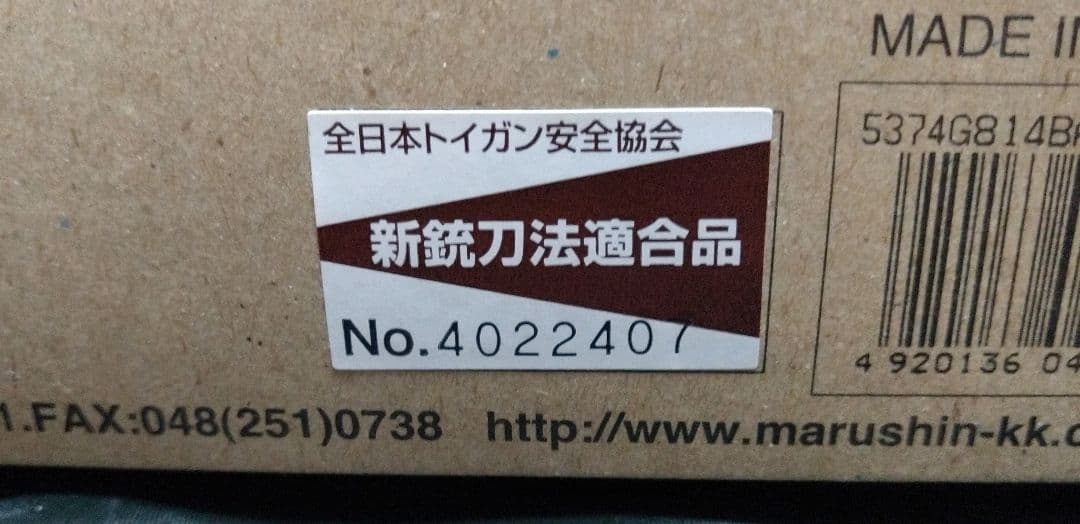 MADE I
5374G814B
全日本トイガン安全協会
新銃刀法適合品
No.4022407
4 920136 04
1.FAX:048(251)0738 http://www.marushin-kk.c